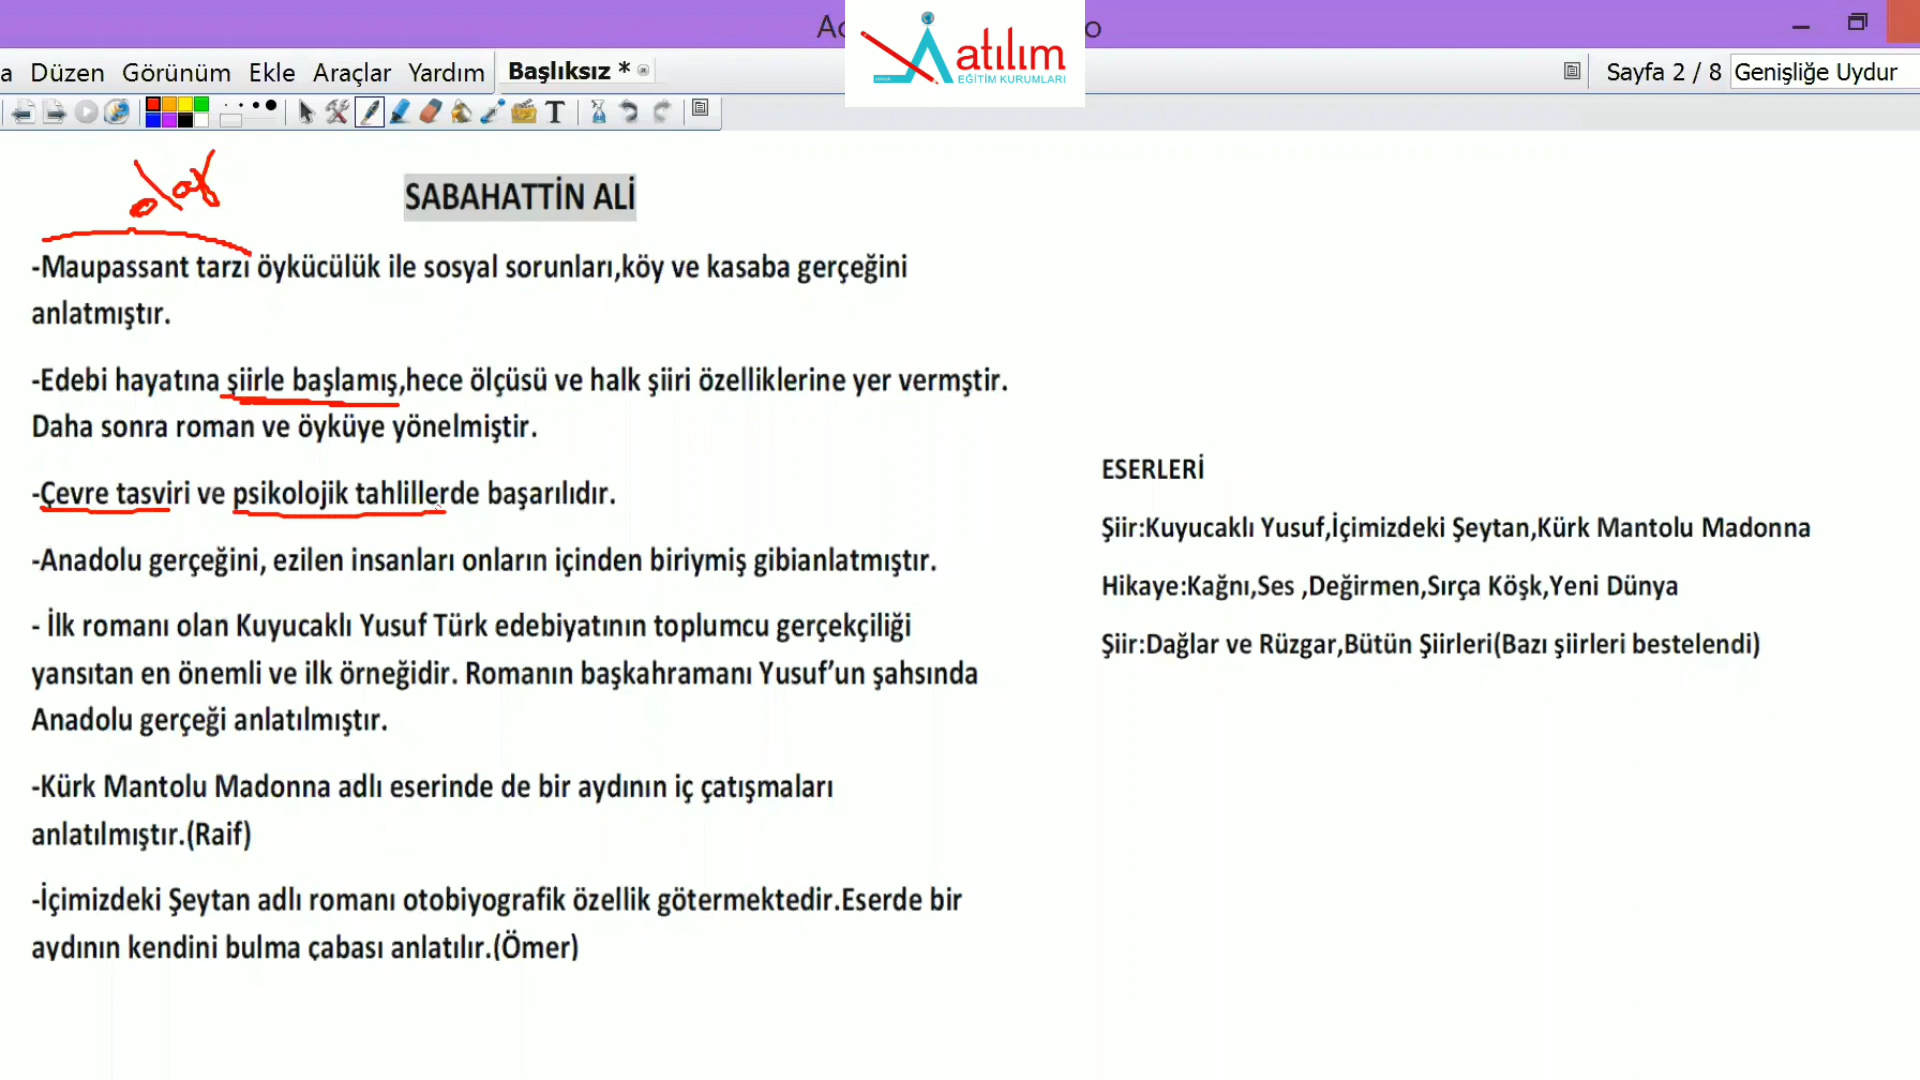 a Düzen Görünüm Ekle Araçlar Yardım Başlıksız *
atılım
EĞİTİM KURUMLARI
Sayfa 2 / 8 Genişliğe Uydur
olay
SABAHATTİN ALİ
-Maupassant tarzı öykücülük ile sosyal sorunları,köy ve kasaba gerçeğini
anlatmıştır.
-Edebi hayatına şiirle başlamış,hece ölçüsü ve halk şiiri özelliklerine yer vermştir.
Daha sonra roman ve öyküye yönelmiştir.
-Çevre tasviri ve psikolojik tahlillerde başarılıdır.
-Anadolu gerçeğini, ezilen insanları onların içinden biriymiş gibianlatmıştır.
- İlk romanı olan Kuyucaklı Yusuf Türk edebiyatının toplumcu gerçekçiliği
yansıtan en önemli ve ilk örneğidir. Romanın başkahramanı Yusuf’un şahsında
Anadolu gerçeği anlatılmıştır.
-Kürk Mantolu Madonna adlı eserinde de bir aydının iç çatışmaları
anlatılmıştır.(Raif)
-İçimizdeki Şeytan adlı romanı otobiyografik özellik götermektedir.Eserde bir
aydının kendini bulma çabası anlatılır.(Ömer)
ESERLERİ
Şiir:Kuyucaklı Yusuf,İçimizdeki Şeytan,Kürk Mantolu Madonna
Hikaye:Kağnı,Ses ,Değirmen,Sırça Köşk,Yeni Dünya
Şiir:Dağlar ve Rüzgar,Bütün Şiirleri(Bazı şiirleri bestelendi)